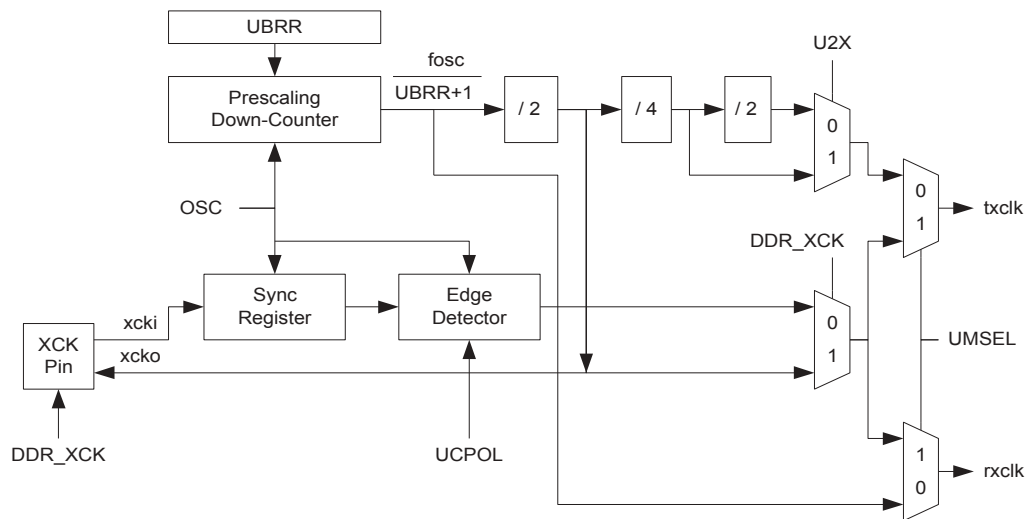 UBRR
fosc
U2X
Prescaling
Down-Counter
UBRR+1
/ 2
/ 4
/ 2
0
1
OSC
0
1
txclk
DDR_XCK
Sync
Register
Edge
Detector
xcki
0
1
UMSEL
XCK
Pin
xcko
DDR_XCK
UCPOL
1
0
rxclk